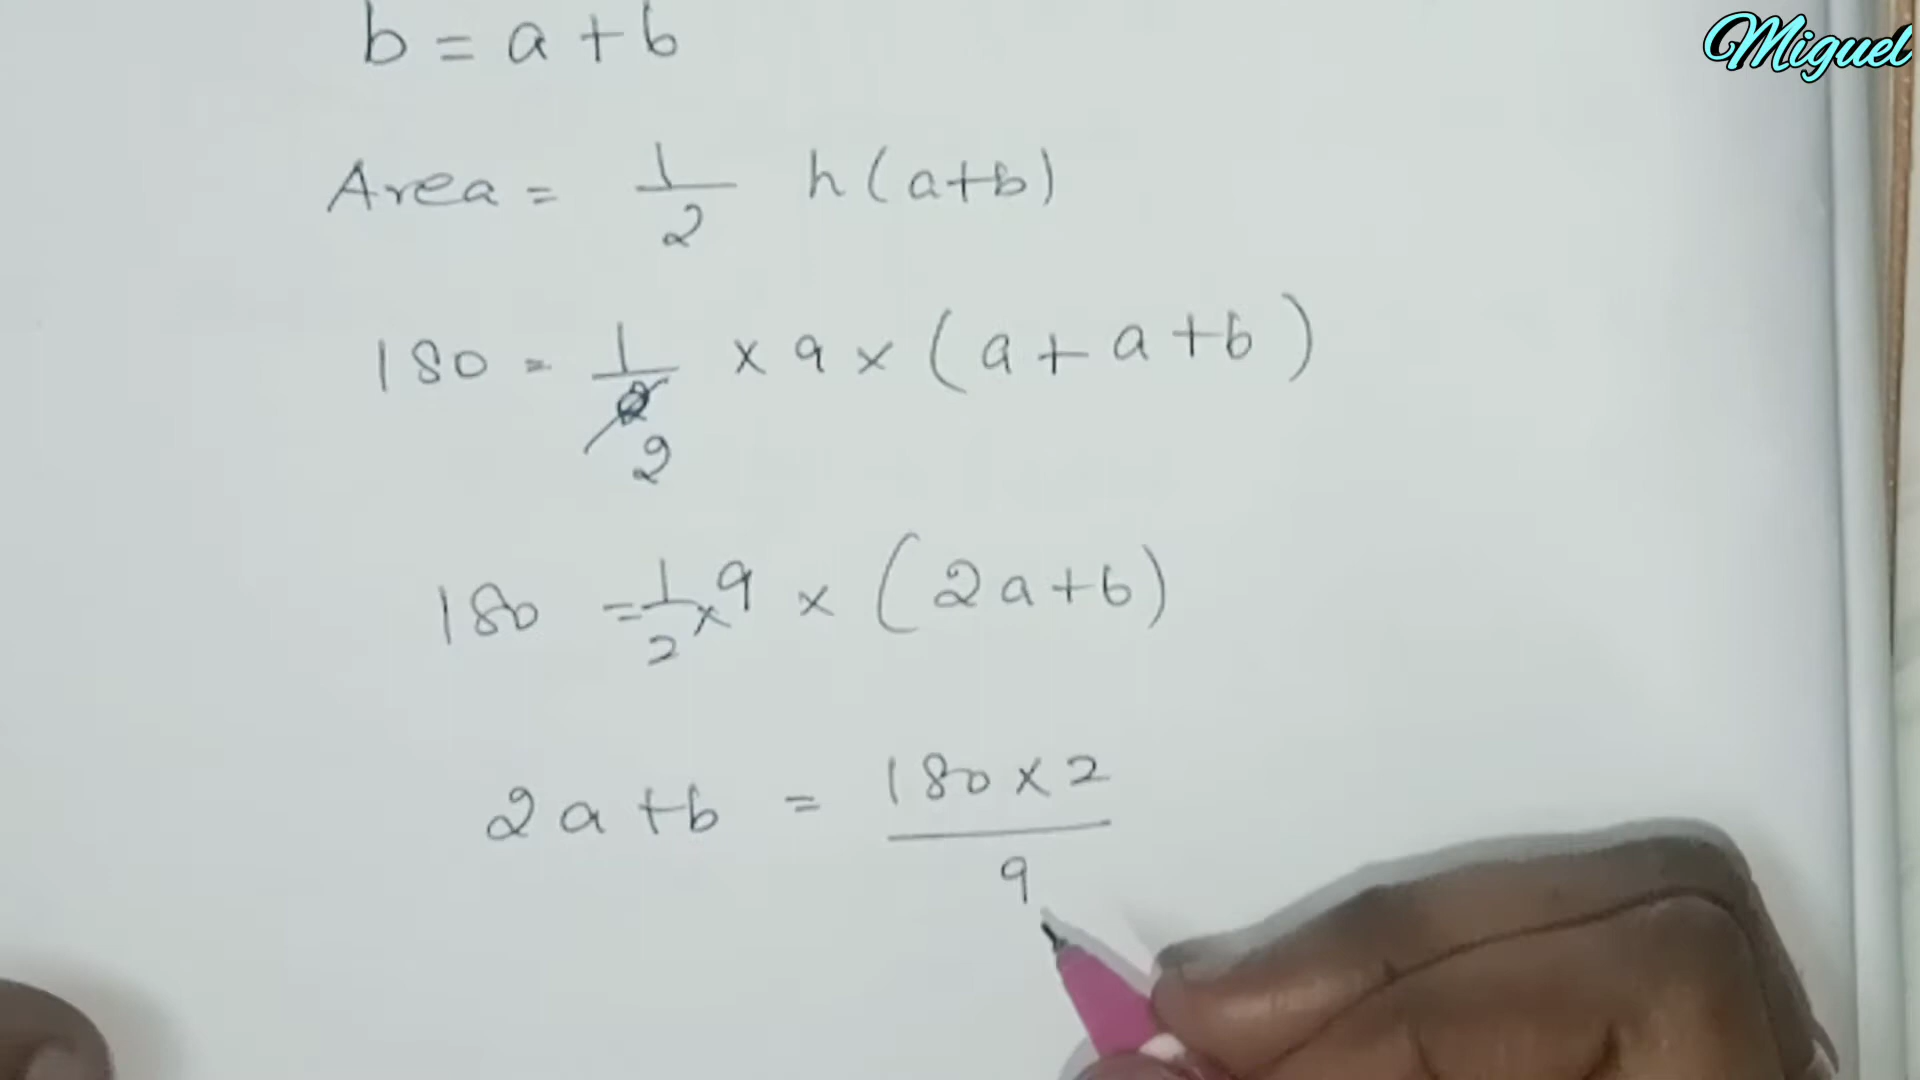 Miguel
b = a + b
Area = 1/2 h(a+b)
180 = 1/2 x 9 x (a + a + b)
180 = 1/2 x 9 x (2a+b)
2a + b = 180 x 2 / 9